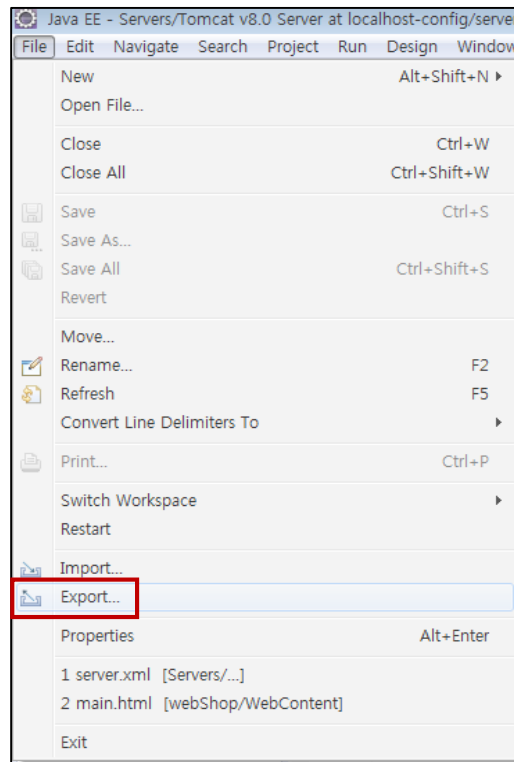 Java EE - Servers/Tomcat v8.0 Server at localhost-config/serve
File Edit Navigate Search Project Run Design Window
New Alt+Shift+N
Open File...
Close Ctrl+W
Close All Ctrl+Shift+W
Save Ctrl+S
Save As...
Save All Ctrl+Shift+S
Revert
Move...
Rename... F2
Refresh F5
Convert Line Delimiters To
Print... Ctrl+P
Switch Workspace
Restart
Import...
Export...
Properties Alt+Enter
1 server.xml [Servers/...]
2 main.html [webShop/WebContent]
Exit